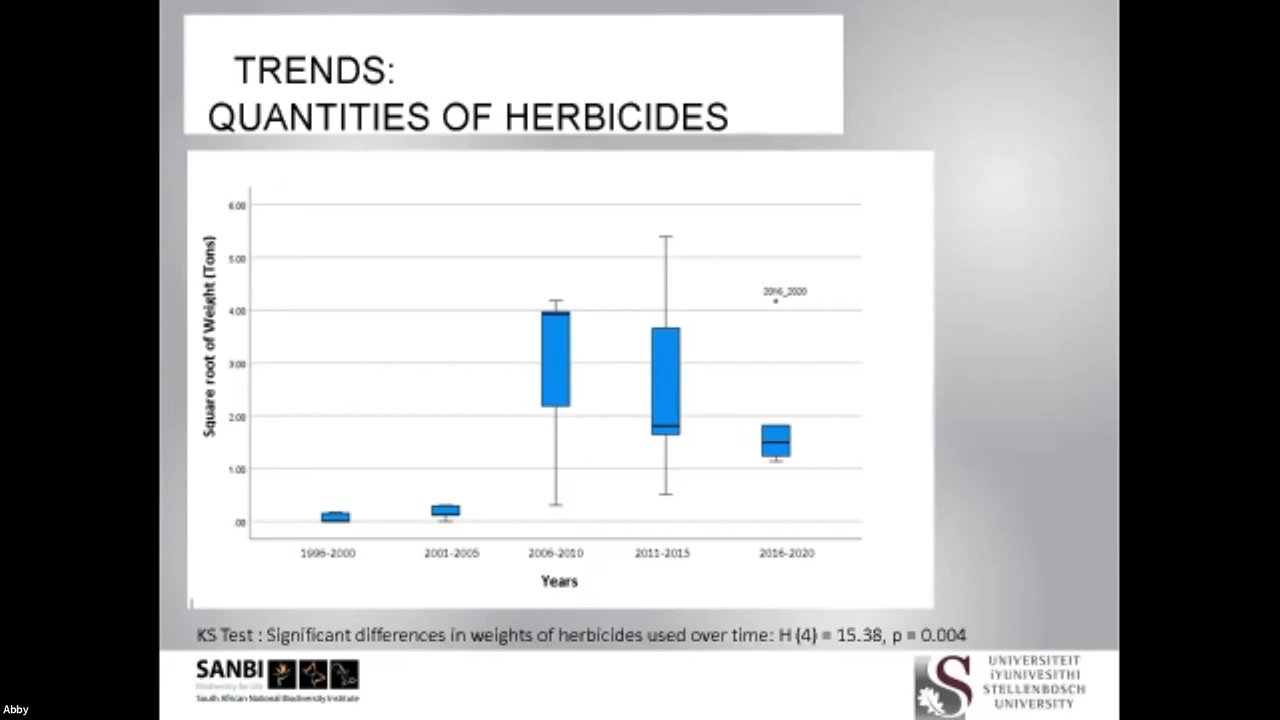 TRENDS:
QUANTITIES OF HERBICIDES
Square root of Weight (Tons)
6.00
5.00
4.00
3.00
2.00
1.00
.00
2016_2020
1996-2000
2001-2005
2006-2010
2011-2015
2016-2020
Years
KS Test : Significant differences in weights of herbicides used over time: H (4) = 15.38, p = 0.004
SANBI
Biodiversity for Life
South African National Biodiversity Institute
UNIVERSITEIT
iYUNIVESITHI
STELLENBOSCH
UNIVERSITY
Abby